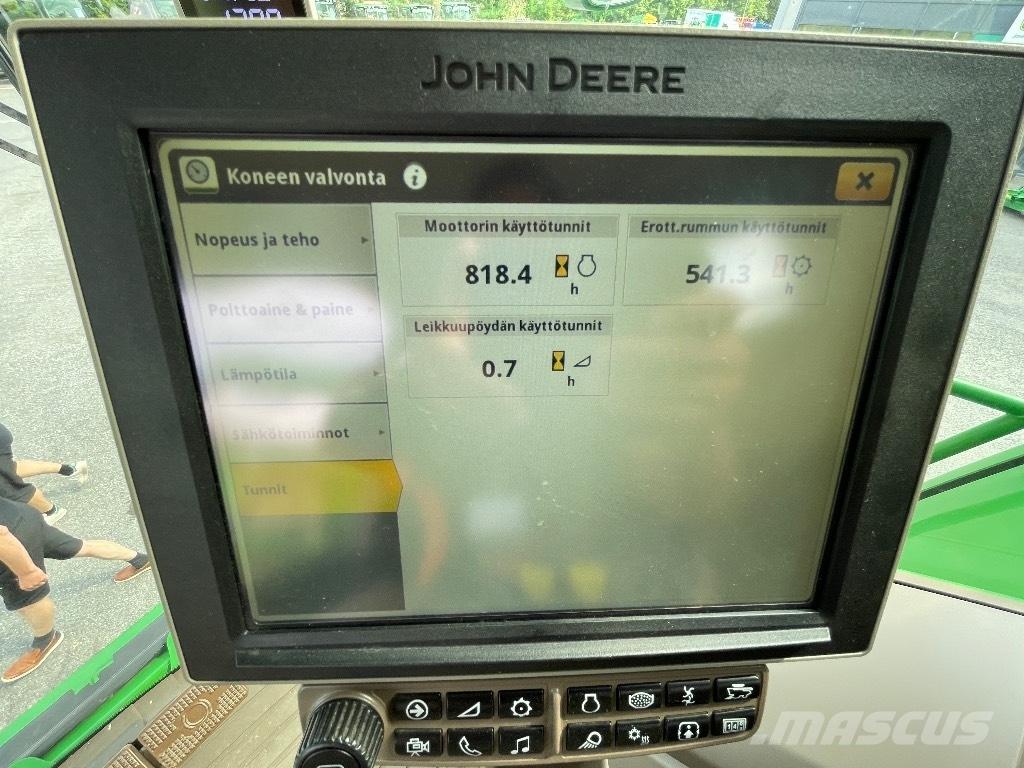 JOHN DEERE
Koneen valvonta
Nopeus ja teho
Polttoaine & paine
Lämpötila
Sähkötoiminnot
Tunnit
Moottorin käyttötunnit
818.4
h
Erott.rummun käyttötunnit
541.3
h
Leikkuupöydän käyttötunnit
0.7
h
MASCUS